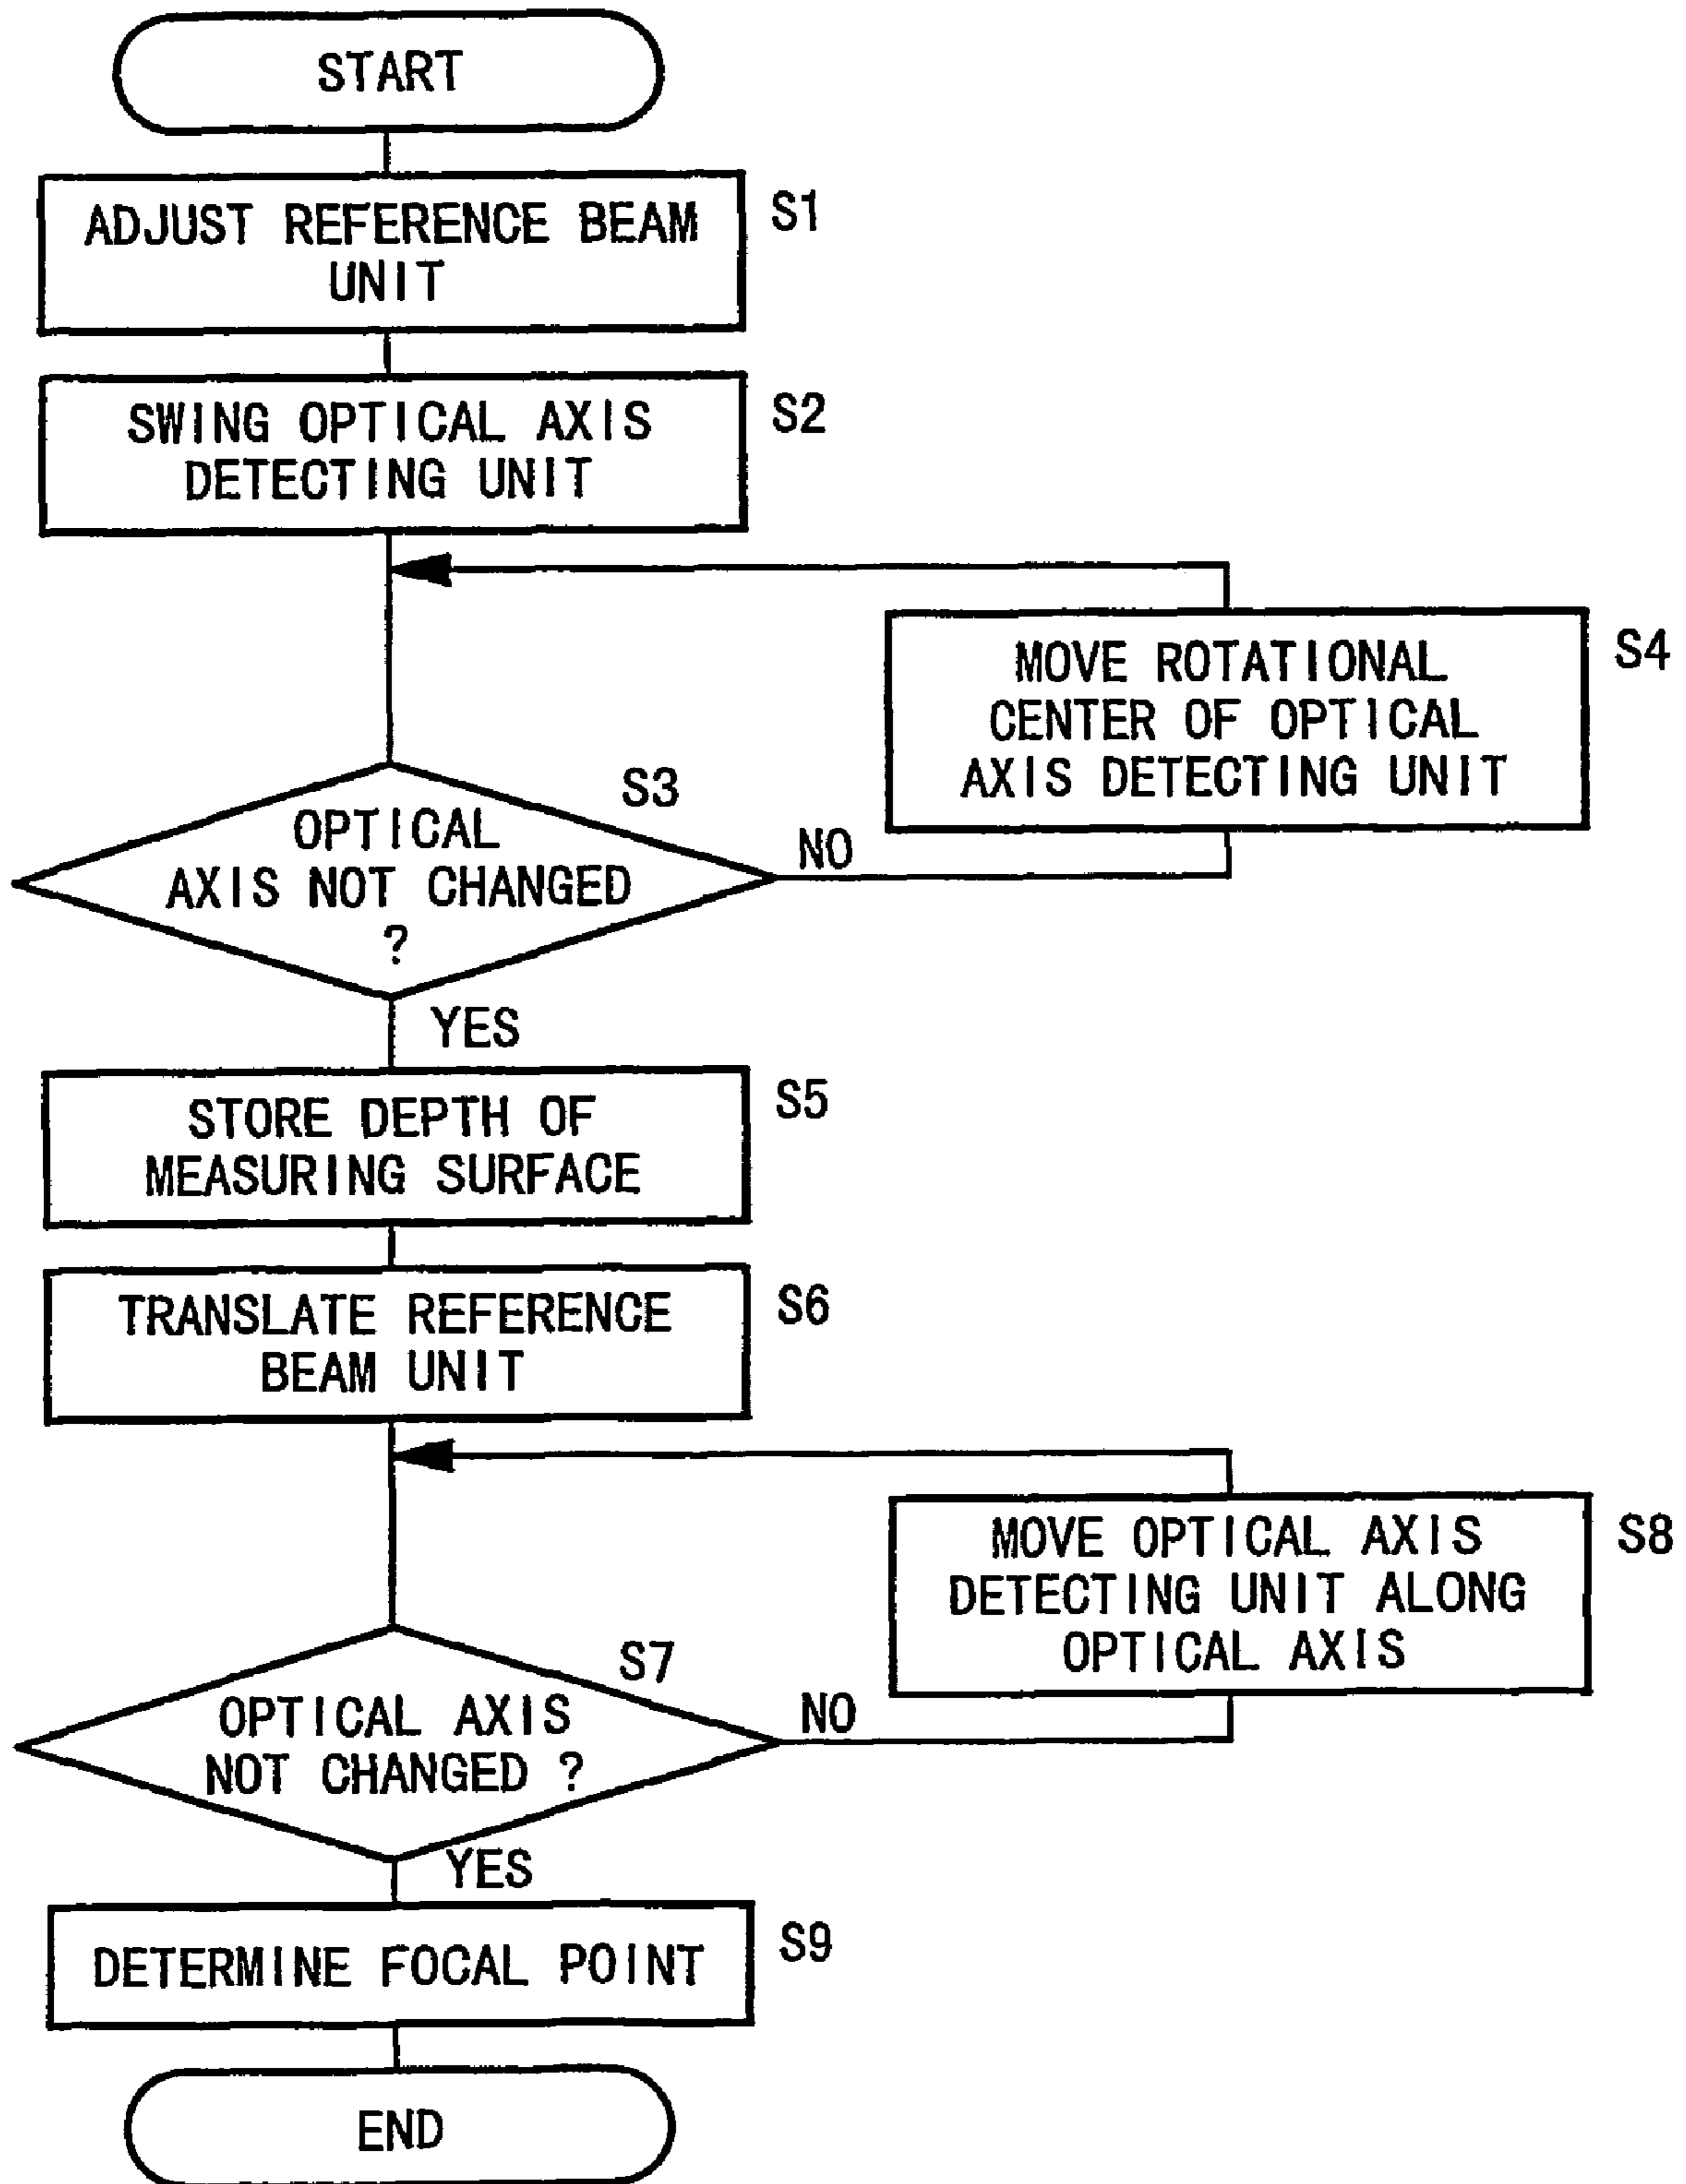 START
ADJUST REFERENCE BEAM
UNIT
S1
SWING OPTICAL AXIS
DETECTING UNIT
S2
MOVE ROTATIONAL
CENTER OF OPTICAL
AXIS DETECTING UNIT
S4
S3
OPTICAL
AXIS NOT CHANGED
?
NO
YES
STORE DEPTH OF
MEASURING SURFACE
S5
TRANSLATE REFERENCE
BEAM UNIT
S6
MOVE OPTICAL AXIS
DETECTING UNIT ALONG
OPTICAL AXIS
S8
S7
OPTICAL AXIS
NOT CHANGED ?
NO
YES
DETERMINE FOCAL POINT
S9
END